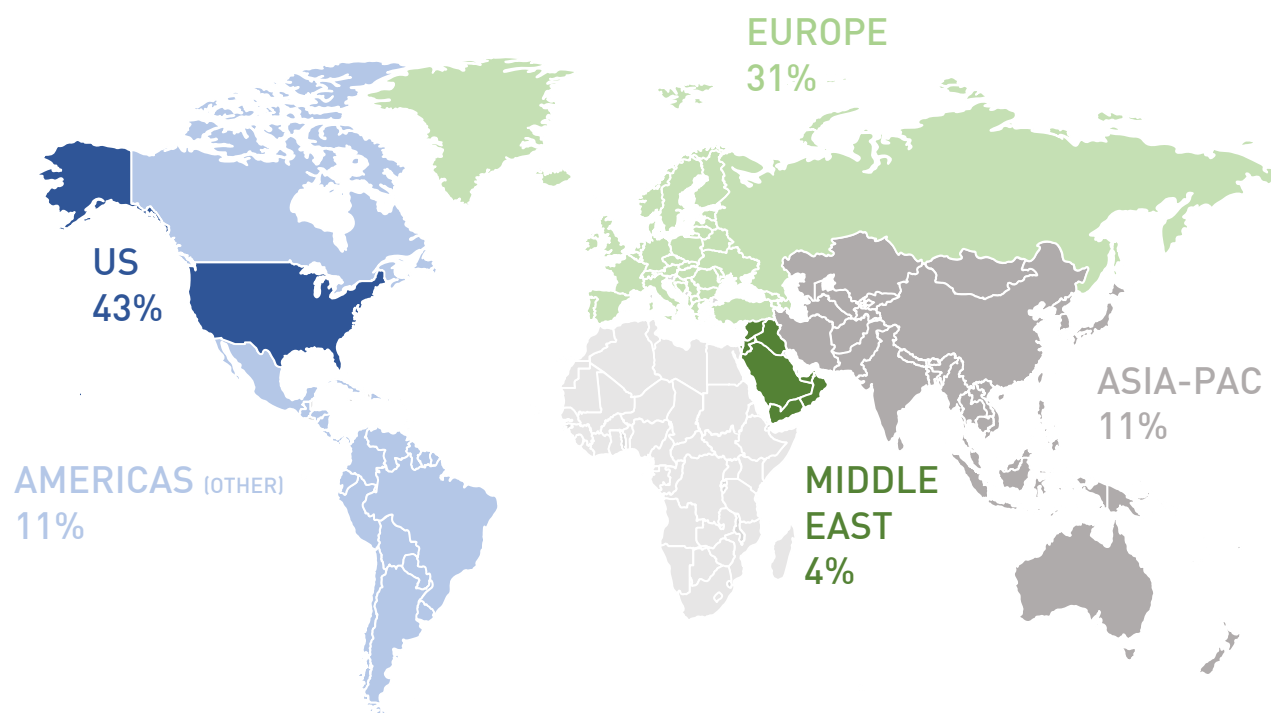 EUROPE
31%
US
43%
ASIA-PAC
11%
AMERICAS (OTHER)
11%
MIDDLE
EAST
4%